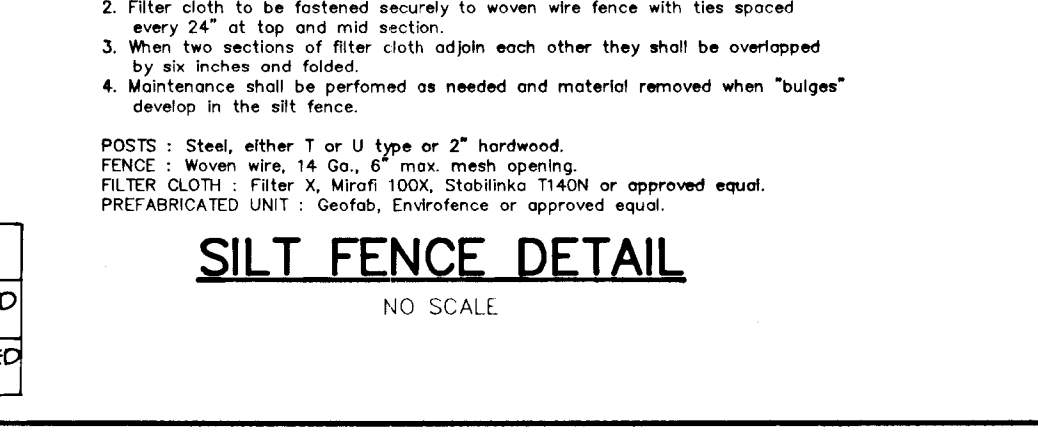 2. Filter cloth to be fastened securely to woven wire fence with ties spaced
every 24" at top and mid section.
3. When two sections of filter cloth adjoin each other they shall be overlapped
by six inches and folded.
4. Maintenance shall be perfomed as needed and material removed when "bulges"
develop in the silt fence.
POSTS : Steel, either T or U type or 2" hardwood.
FENCE : Woven wire, 14 Ga., 6" max. mesh opening.
FILTER CLOTH : Filter X, Mirafi 100X, Stabilinka T140N or approved equal.
PREFABRICATED UNIT : Geofab, Envirofence or approved equal.
SILT FENCE DETAIL
NO SCALE